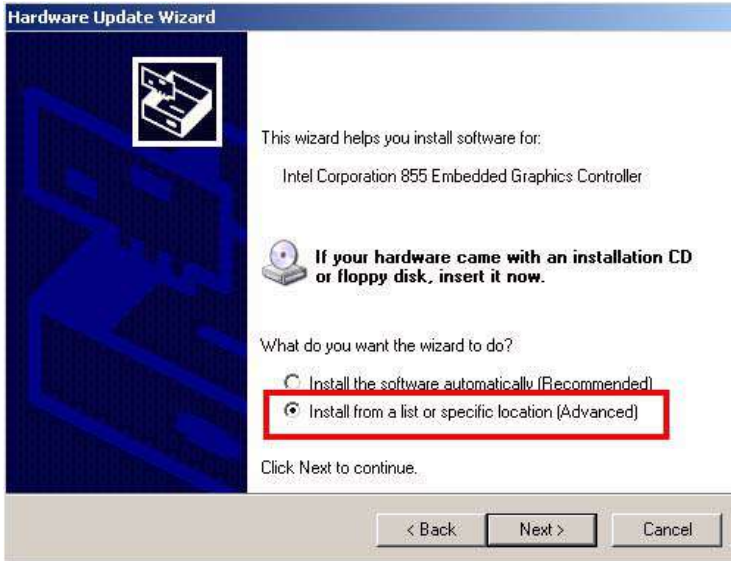 Hardware Update Wizard
This wizard helps you install software for:
Intel Corporation 855 Embedded Graphics Controller
If your hardware came with an installation CD
or floppy disk, insert it now.
What do you want the wizard to do?
Install the software automatically (Recommended)
Install from a list or specific location (Advanced)
Click Next to continue.
< Back Next > Cancel